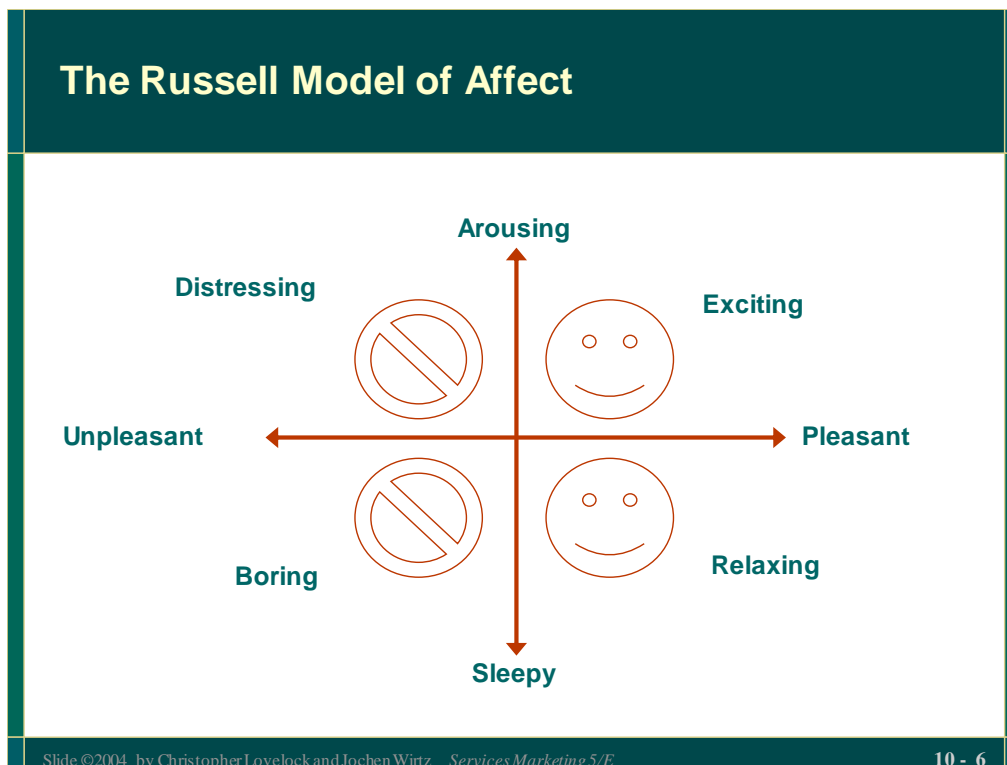 The Russell Model of Affect
Arousing
Distressing
Exciting
Unpleasant
Pleasant
Boring
Relaxing
Sleepy
Slide ©2004 by Christopher Lovelock and Jochen Wirtz Services Marketing 5/E
10 - 6